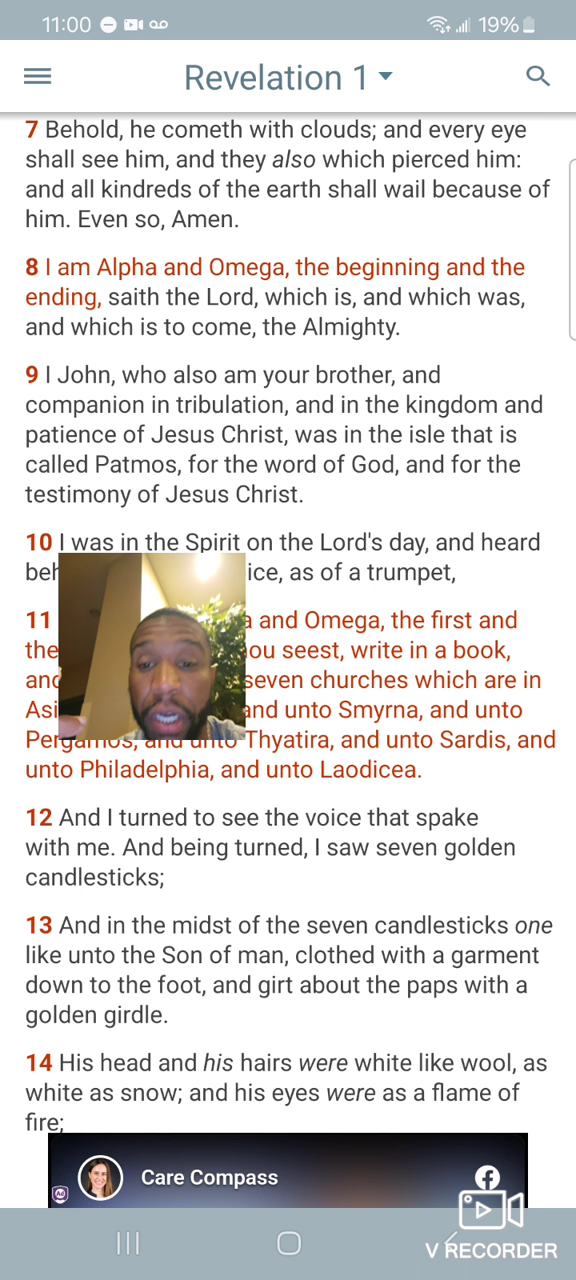 11:00
19%
Revelation 1
7 Behold, he cometh with clouds; and every eye
shall see him, and they also which pierced him:
and all kindreds of the earth shall wail because of
him. Even so, Amen.
8 I am Alpha and Omega, the beginning and the
ending, saith the Lord, which is, and which was,
and which is to come, the Almighty.
9 I John, who also am your brother, and
companion in tribulation, and in the kingdom and
patience of Jesus Christ, was in the isle that is
called Patmos, for the word of God, and for the
testimony of Jesus Christ.
10 I was in the Spirit on the Lord's day, and heard
as of a trumpet,
11 and Omega, the first and
the seest, write in a book,
seven churches which are in
and unto Smyrna, and unto
Pergamos, and unto Thyatira, and unto Sardis, and
unto Philadelphia, and unto Laodicea.
12 And I turned to see the voice that spake
with me. And being turned, I saw seven golden
candlesticks;
13 And in the midst of the seven candlesticks one
like unto the Son of man, clothed with a garment
down to the foot, and girt about the paps with a
golden girdle.
14 His head and his hairs were white like wool, as
white as snow; and his eyes were as a flame of
fire;
Care Compass
Ad
V RECORDER